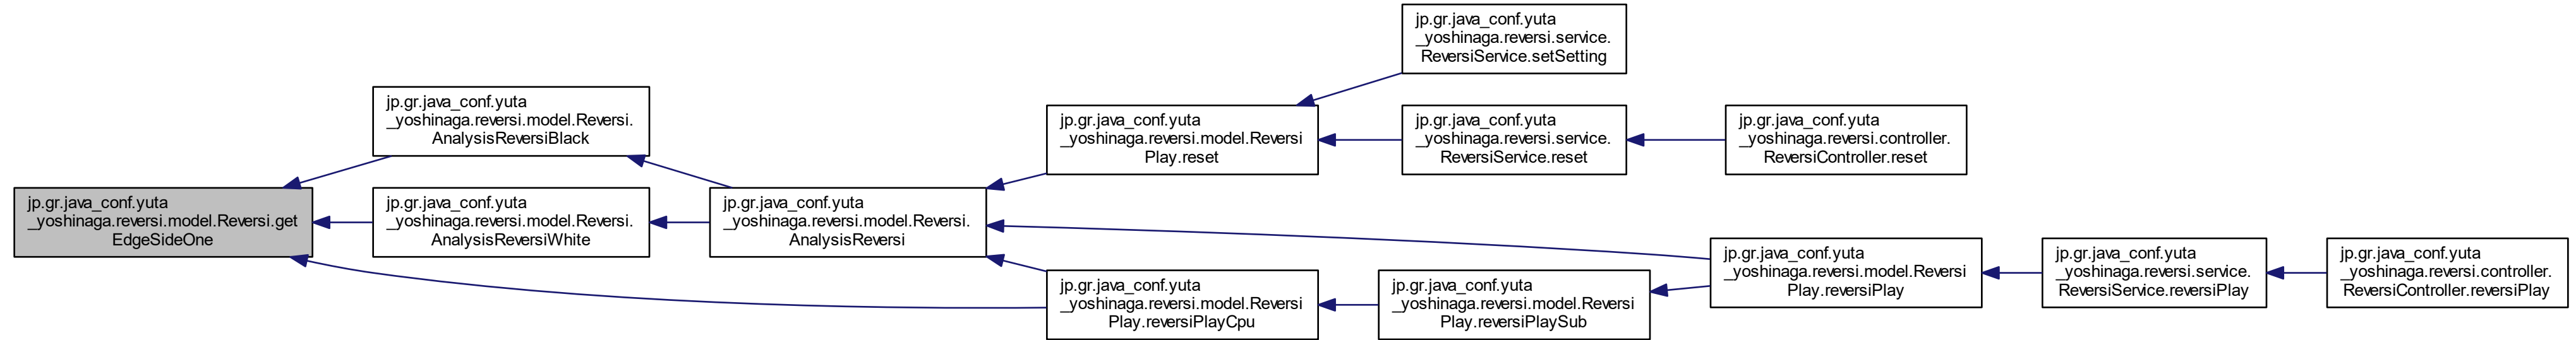 jp.gr.java_conf.yuta
_yoshinaga.reversi.model.Reversi.get
EdgeSideOne
jp.gr.java_conf.yuta
_yoshinaga.reversi.model.Reversi.
AnalysisReversiBlack
jp.gr.java_conf.yuta
_yoshinaga.reversi.model.Reversi.
AnalysisReversiWhite
jp.gr.java_conf.yuta
_yoshinaga.reversi.model.Reversi.
AnalysisReversi
jp.gr.java_conf.yuta
_yoshinaga.reversi.model.Reversi
Play.reset
jp.gr.java_conf.yuta
_yoshinaga.reversi.service.
ReversiService.setSetting
jp.gr.java_conf.yuta
_yoshinaga.reversi.service.
ReversiService.reset
jp.gr.java_conf.yuta
_yoshinaga.reversi.controller.
ReversiController.reset
jp.gr.java_conf.yuta
_yoshinaga.reversi.model.Reversi
Play.reversiPlayCpu
jp.gr.java_conf.yuta
_yoshinaga.reversi.model.Reversi
Play.reversiPlaySub
jp.gr.java_conf.yuta
_yoshinaga.reversi.model.Reversi
Play.reversiPlay
jp.gr.java_conf.yuta
_yoshinaga.reversi.service.
ReversiService.reversiPlay
jp.gr.java_conf.yuta
_yoshinaga.reversi.controller.
ReversiController.reversiPlay